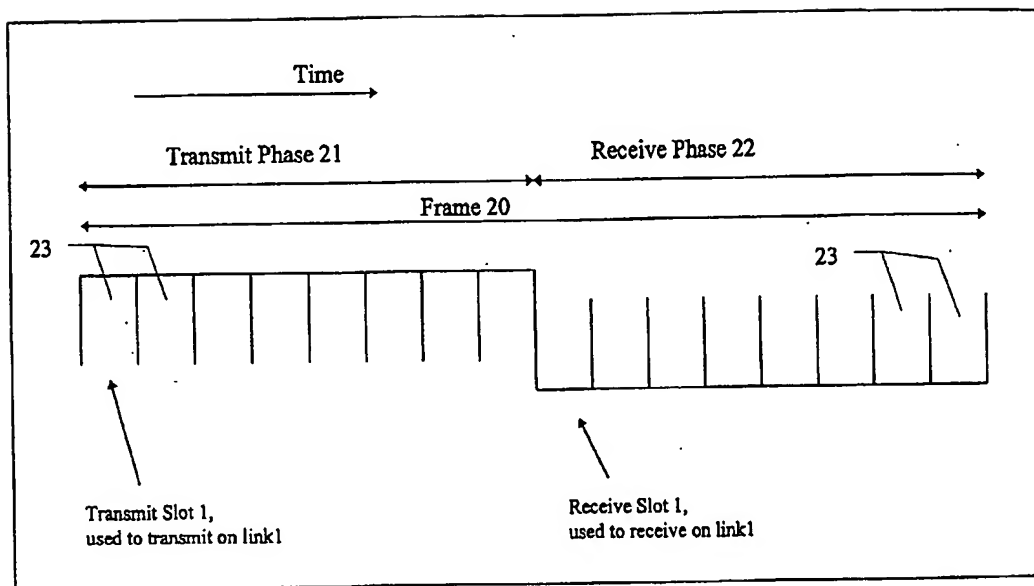 Time
Transmit Phase 21
Receive Phase 22
Frame 20
23
23
Transmit Slot 1,
used to transmit on link1
Receive Slot 1,
used to receive on link1